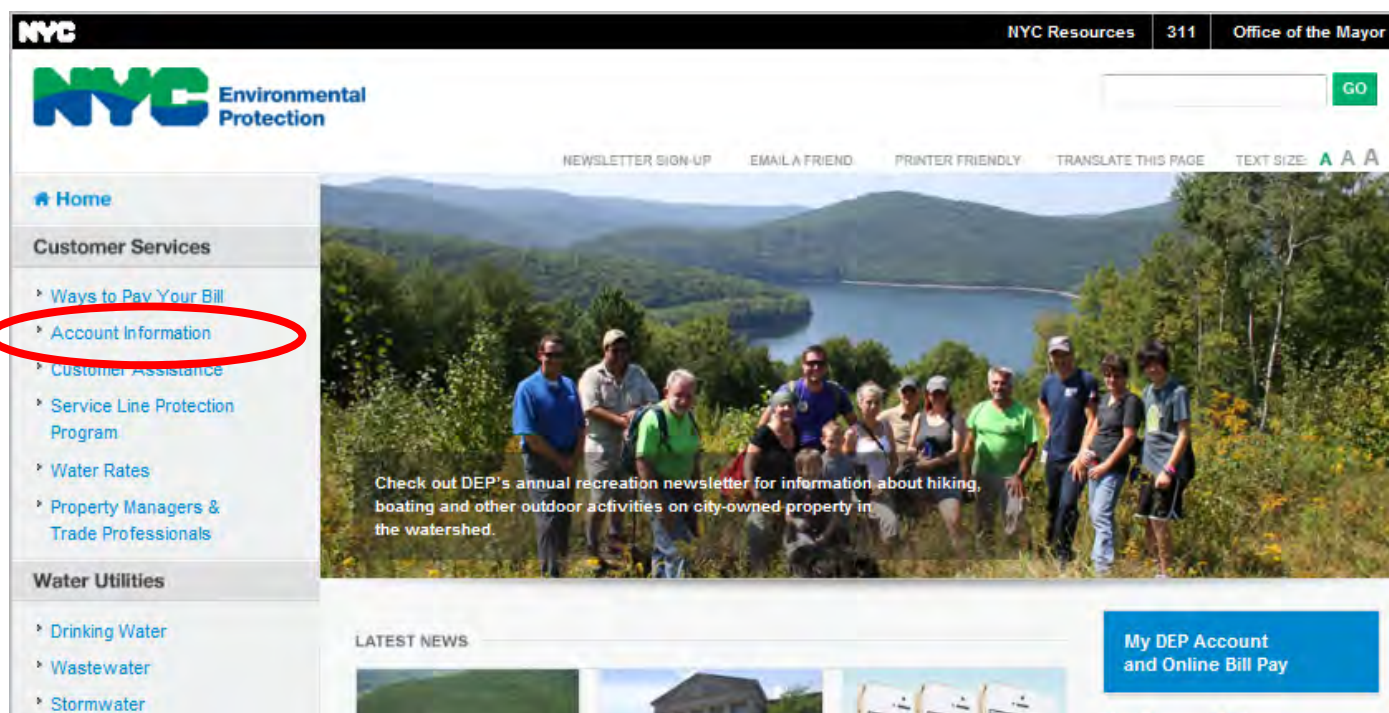 NYC
NYC Resources
311
Office of the Mayor
NYC
Environmental
Protection
GO
NEWSLETTER SIGN-UP
EMAIL A FRIEND
PRINTER FRIENDLY
TRANSLATE THIS PAGE
TEXT SIZE: A A A
Home
Customer Services
Ways to Pay Your Bill
Account Information
Customer Assistance
Service Line Protection
Program
Water Rates
Property Managers &
Trade Professionals
Water Utilities
Drinking Water
Wastewater
Stormwater
Check out DEP's annual recreation newsletter for information about hiking,
boating and other outdoor activities on city-owned property in
the watershed.
LATEST NEWS
My DEP Account
and Online Bill Pay